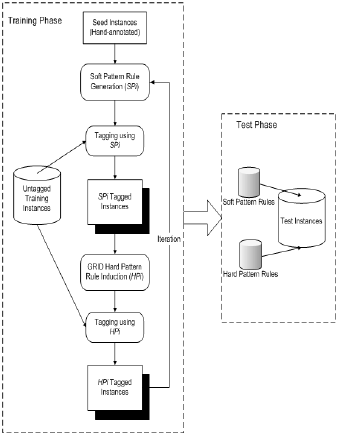 Training Phase
Seed Instances
(Hand-annotated)
Soft Pattern Rule
Generation (SPi)
Tagging using
SPi
Untagged
Training
Instances
SPi Tagged
Instances
Iteration
GRID Hard Pattern
Rule Induction (HPi)
Tagging using
HPi
HPi Tagged
Instances
Test Phase
Soft Pattern Rules
Test Instances
Hard Pattern Rules